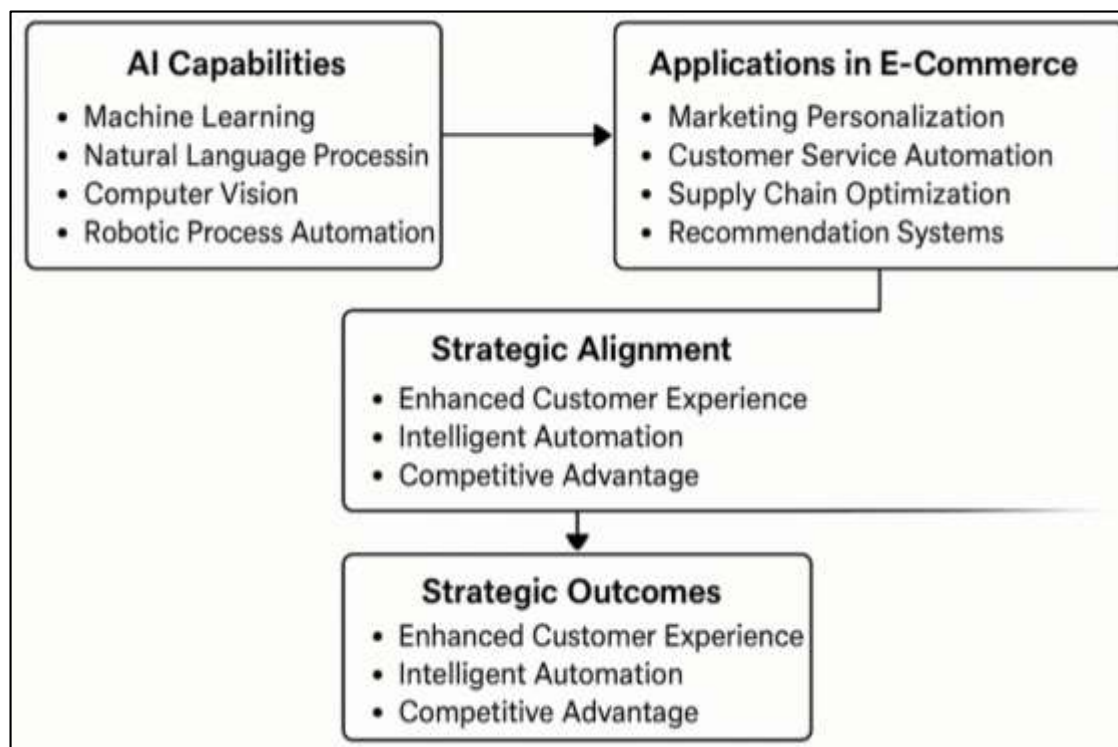 AI Capabilities
• Machine Learning
• Natural Language Processin
• Computer Vision
• Robotic Process Automation
Applications in E-Commerce
• Marketing Personalization
• Customer Service Automation
• Supply Chain Optimization
• Recommendation Systems
Strategic Alignment
• Enhanced Customer Experience
• Intelligent Automation
• Competitive Advantage
Strategic Outcomes
• Enhanced Customer Experience
• Intelligent Automation
• Competitive Advantage